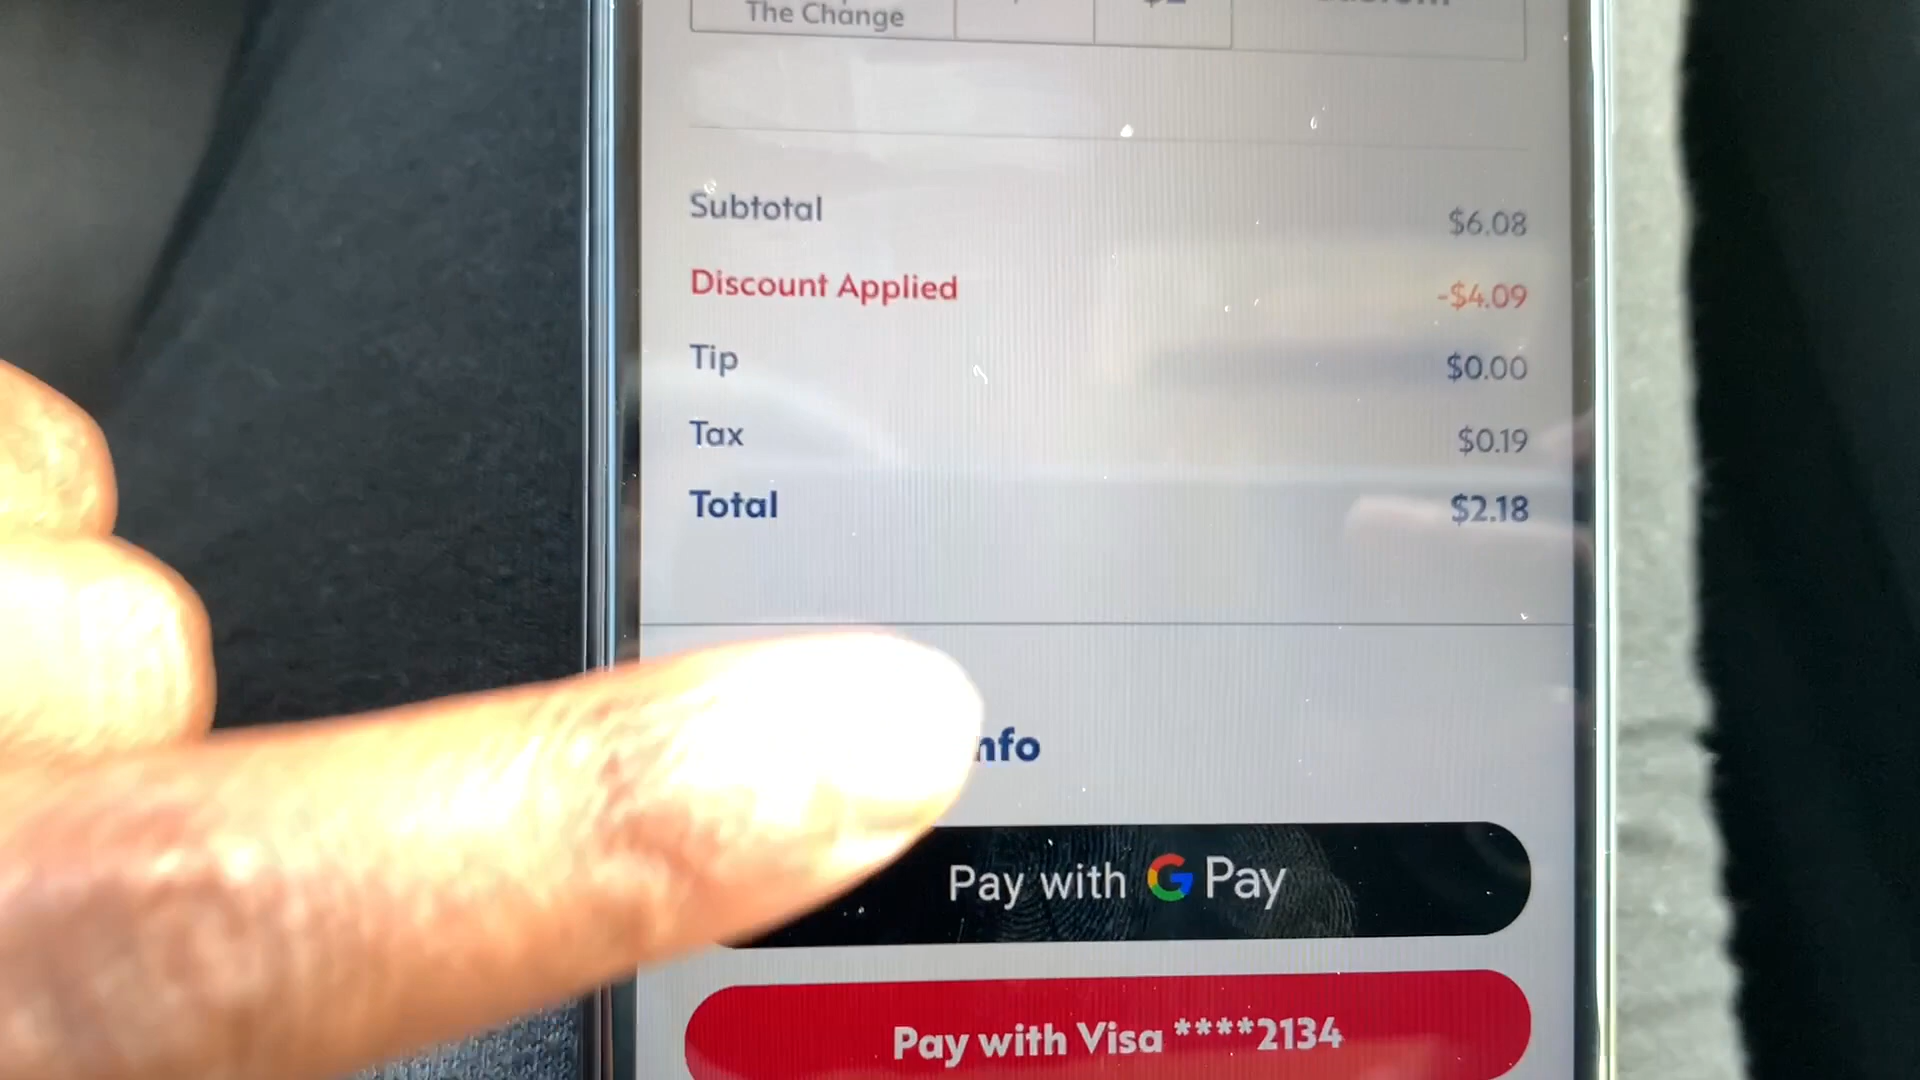 The Change
Subtotal $6.08
Discount Applied -$4.09
Tip $0.00
Tax $0.19
Total $2.18
nfo
Pay with G Pay
Pay with Visa ****2134